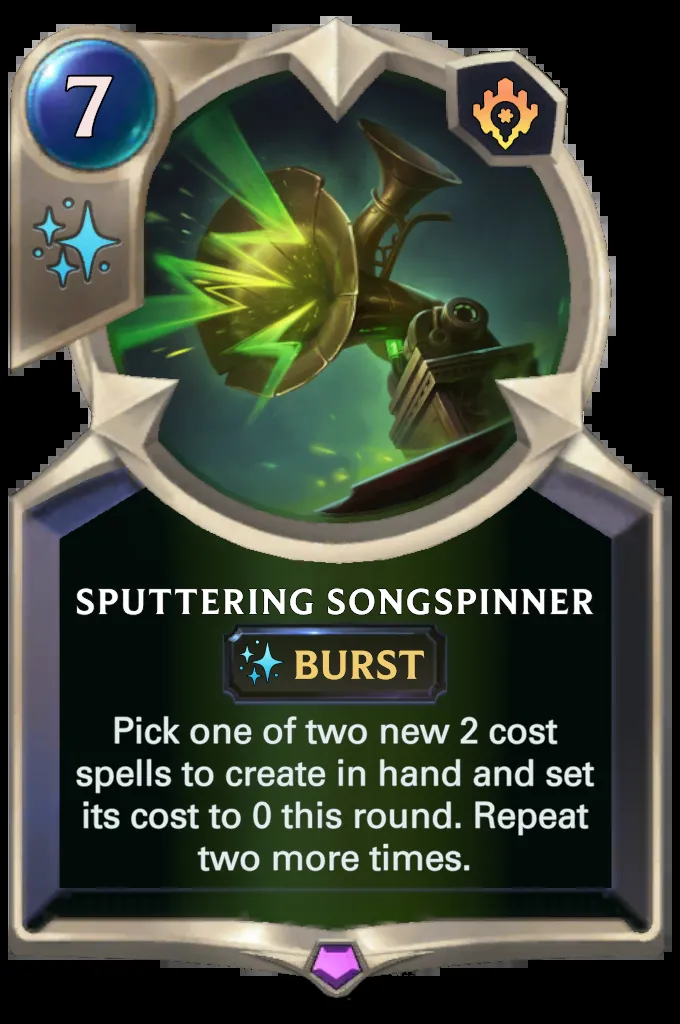 7
SPUTTERING SONGSPINNER
BURST
Pick one of two new 2 cost
spells to create in hand and set
its cost to 0 this round. Repeat
two more times.